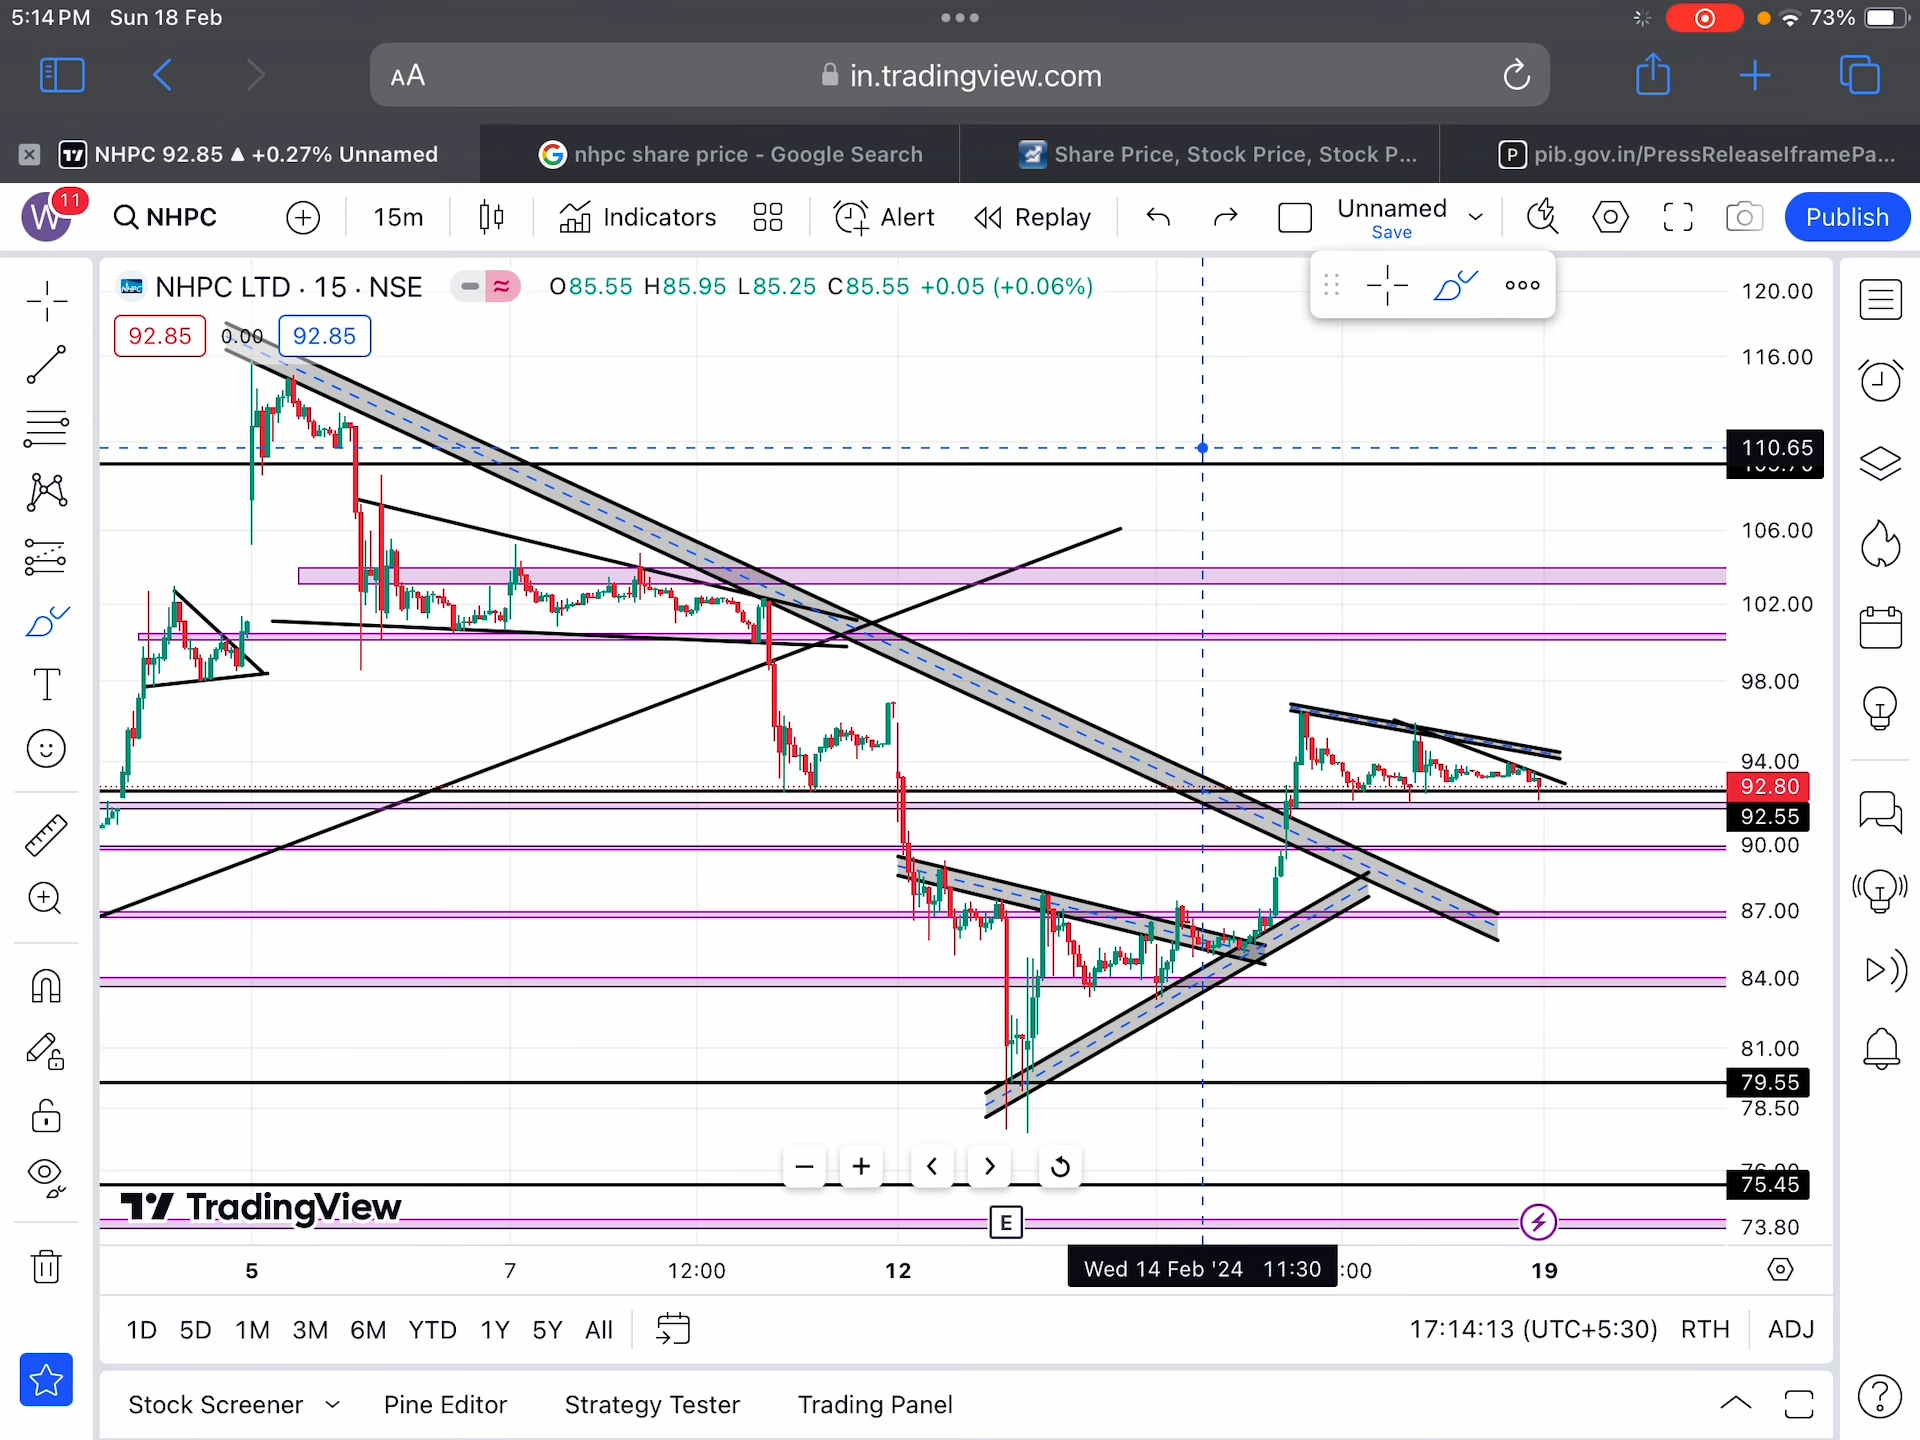 5:14 PM Sun 18 Feb
73%
AA in.tradingview.com
NHPC 92.85 ▲ +0.27% Unnamed
nhpc share price - Google Search
Share Price, Stock Price, Stock P...
P pib.gov.in/PressReleaseIframePa...
W 11
NHPC
15m
Indicators
Alert
Replay
Unnamed
Save
Publish
NHPC LTD · 15 · NSE
O85.55 H85.95 L85.25 C85.55 +0.05 (+0.06%)
92.85 0.00 92.85
120.00
116.00
110.65
106.00
102.00
98.00
94.00
92.80
92.55
90.00
87.00
84.00
81.00
79.55
78.50
75.45
73.80
TradingView
E
5 7 12:00 12 Wed 14 Feb '24 11:30 :00 19
1D 5D 1M 3M 6M YTD 1Y 5Y All
17:14:13 (UTC+5:30) RTH ADJ
Stock Screener Pine Editor Strategy Tester Trading Panel